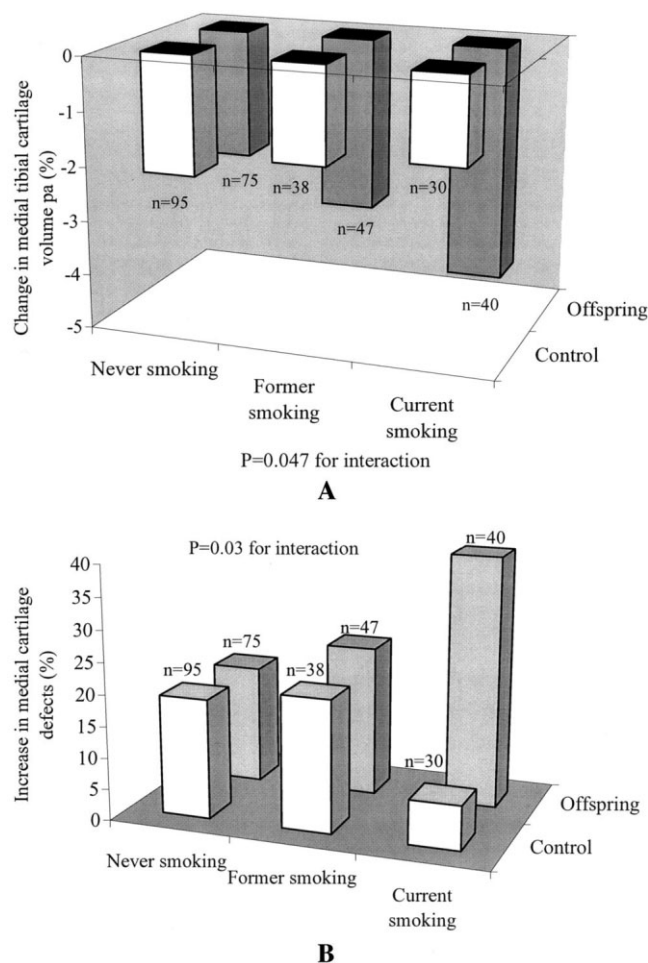 0
-1
-2
-3
-4
-5
Change in medial tibial cartilage
volume pa (%)
n=95
n=75
n=38
n=47
n=30
n=40
Offspring
Control
Never smoking
Former
smoking
Current
smoking
P=0.047 for interaction
A
P=0.03 for interaction
40
35
30
25
20
15
10
5
0
Increase in medial cartilage
defects (%)
n=95
n=75
n=38
n=47
n=30
n=40
Offspring
Control
Never smoking
Former smoking
Current
smoking
B